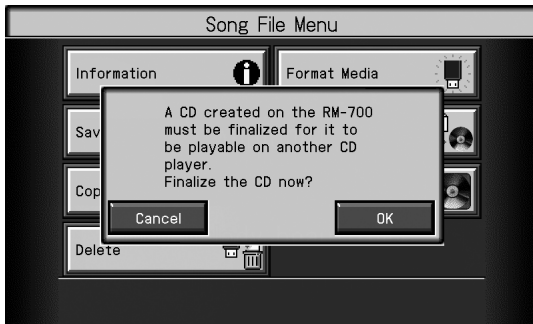 Song File Menu
Information
Format Media
Sav
A CD created on the RM-700
must be finalized for it to
be playable on another CD
player.
Finalize the CD now?
Cop
Cancel
OK
Delete